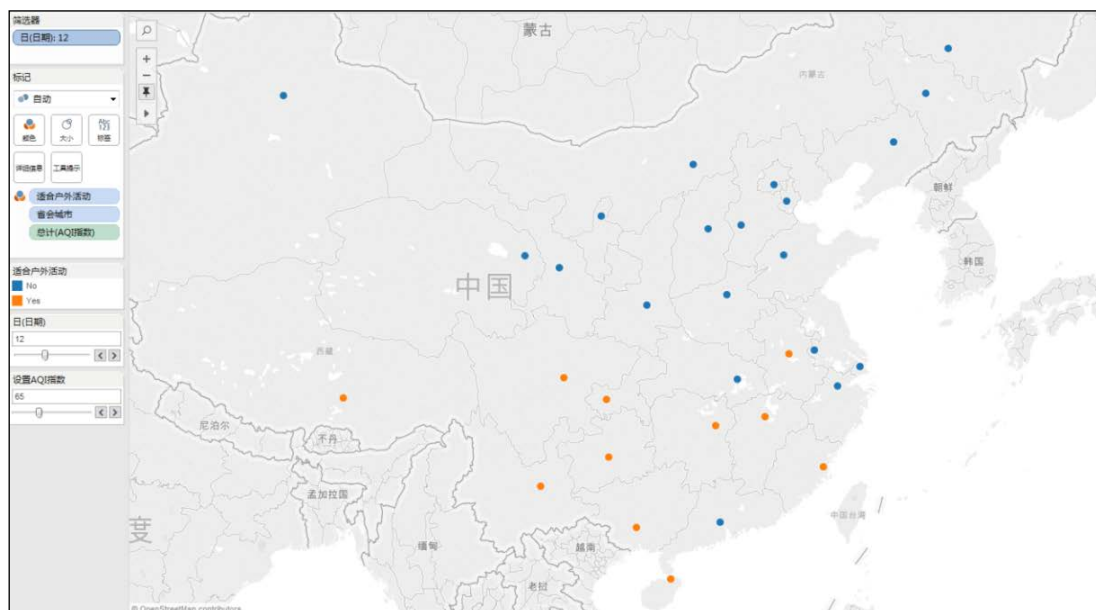 筛选器
日(日期): 12
标记
自动
颜色
大小
标签
详细信息
工具提示
适合户外活动
省会城市
总计(AQI指数)
适合户外活动
No
Yes
日(日期)
12
设置AQI指数
65
蒙古
内蒙古
朝鲜
韩国
中国
西藏
尼泊尔
不丹
孟加拉国
度
缅甸
越南
老挝
中国台湾
© OpenStreetMap contributors